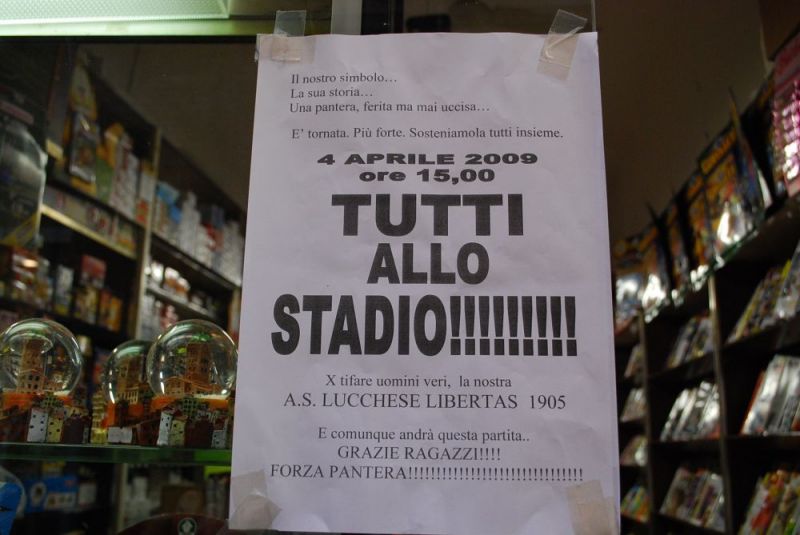 Il nostro simbolo…
La sua storia…
Una pantera, ferita ma mai uccisa…
E' tornata. Più forte. Sosteniamola tutti insieme.
4 APRILE 2009
ore 15,00
TUTTI
ALLO
STADIO!!!!!!!!!
X tifare uomini veri, la nostra
A.S. LUCCHESE LIBERTAS 1905
E comunque andrà questa partita..
GRAZIE RAGAZZI!!!!
FORZA PANTERA!!!!!!!!!!!!!!!!!!!!!!!!!!!!!!!!